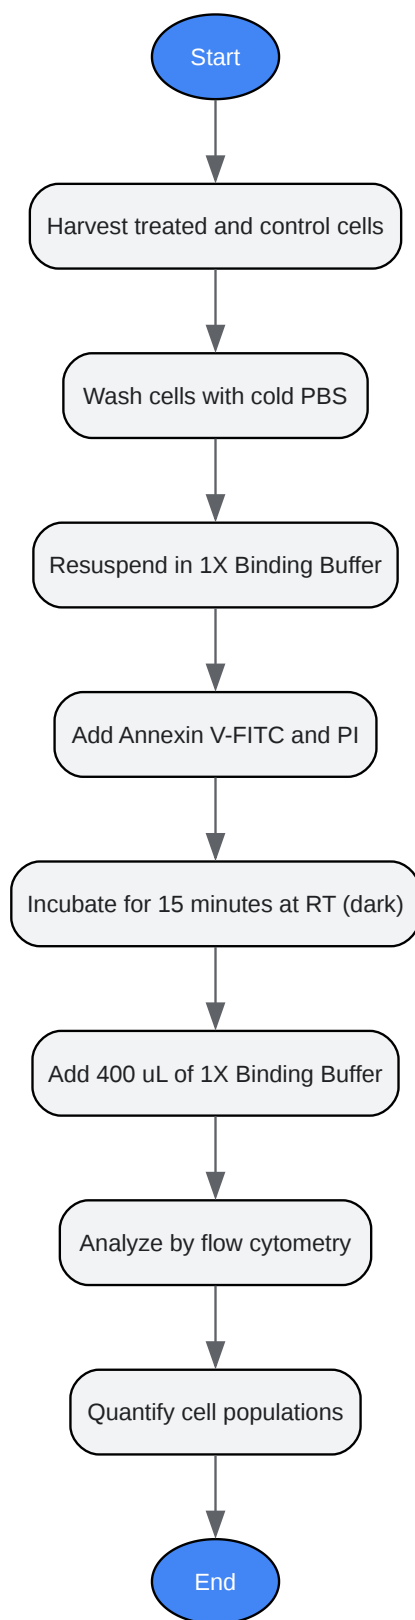 Start
Harvest treated and control cells
Wash cells with cold PBS
Resuspend in 1X Binding Buffer
Add Annexin V-FITC and PI
Incubate for 15 minutes at RT (dark)
Add 400 uL of 1X Binding Buffer
Analyze by flow cytometry
Quantify cell populations
End